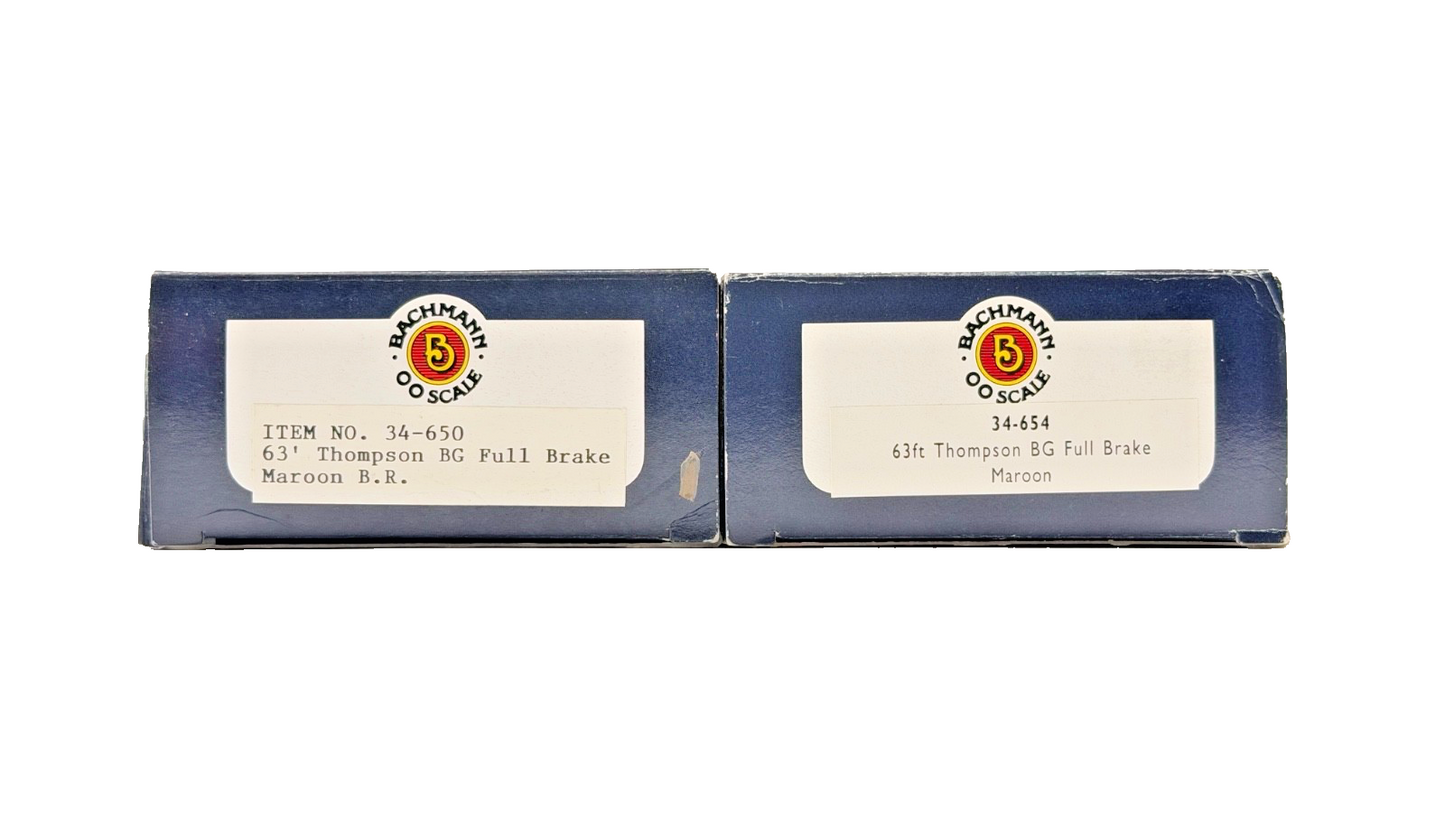 BACHMANN
B
OO SCALE
ITEM NO. 34-650
63' Thompson BG Full Brake
Maroon B.R.
BACHMANN
B
OO SCALE
34-654
63ft Thompson BG Full Brake
Maroon